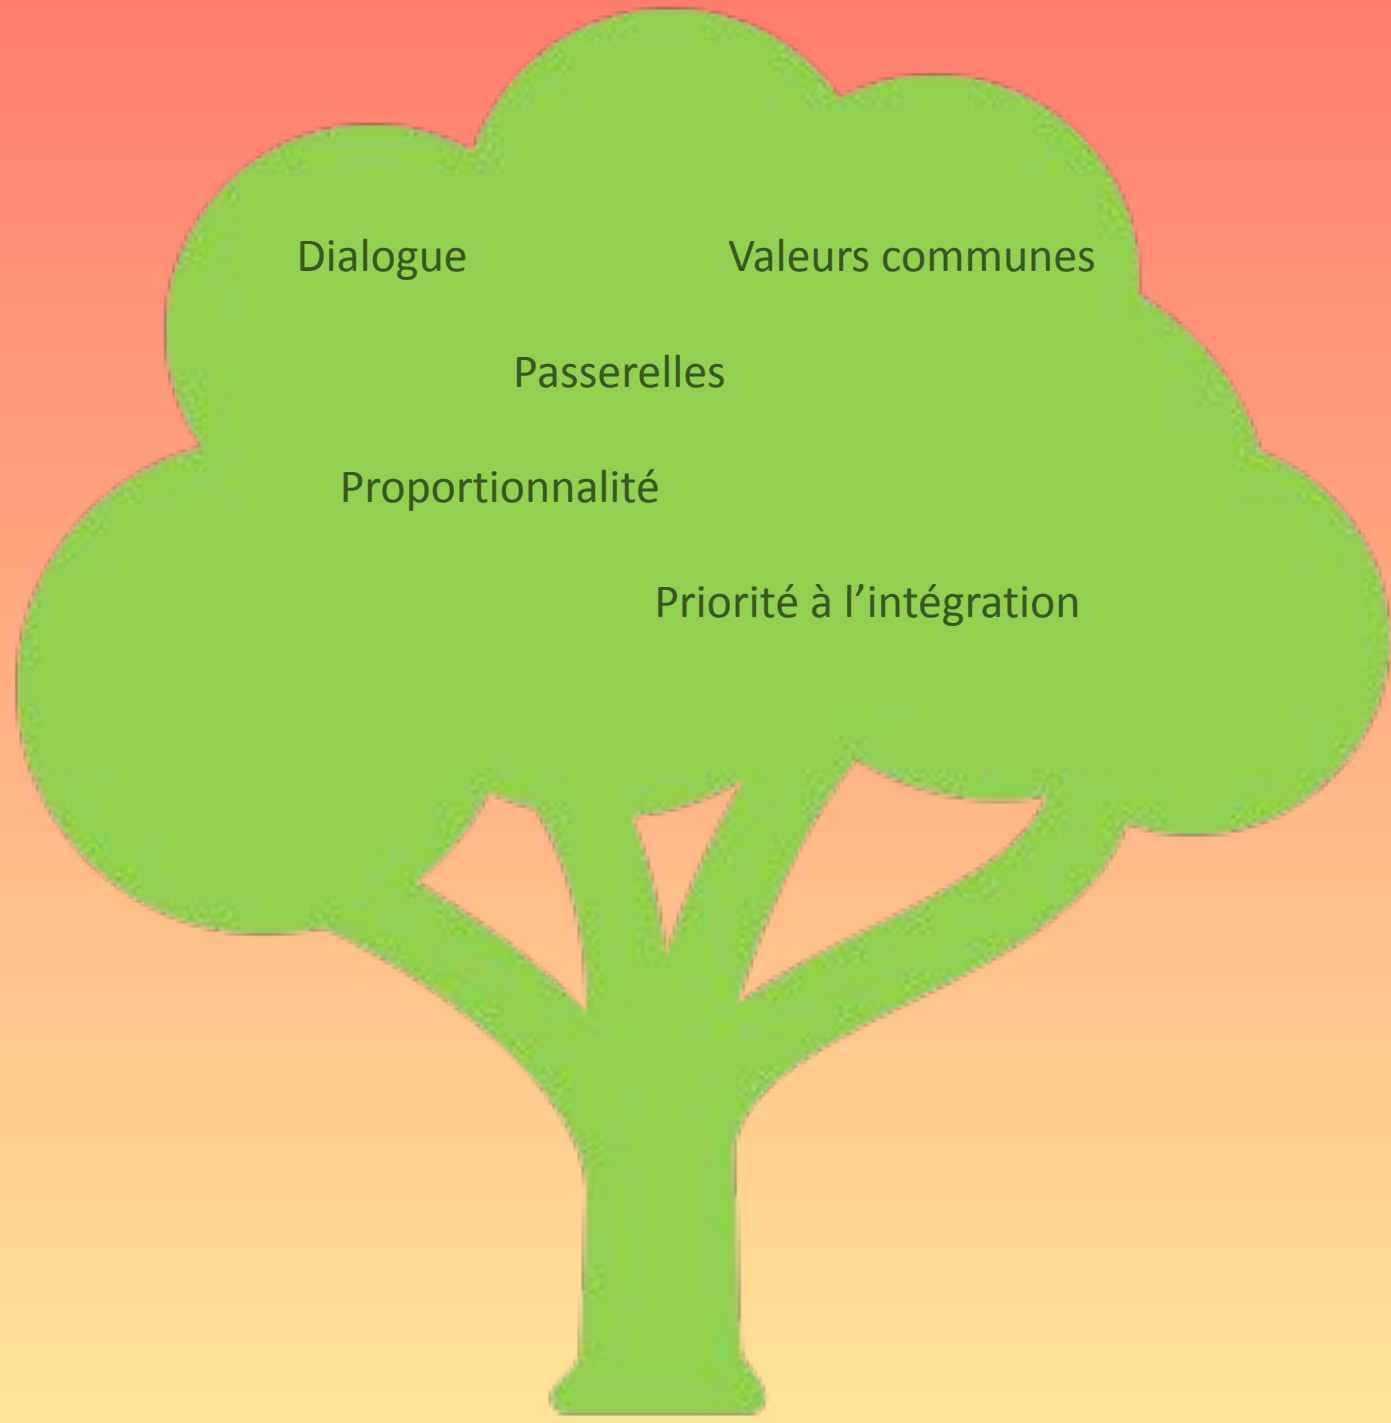 Dialogue
Valeurs communes
Passerelles
Proportionnalité
Priorité à l’intégration